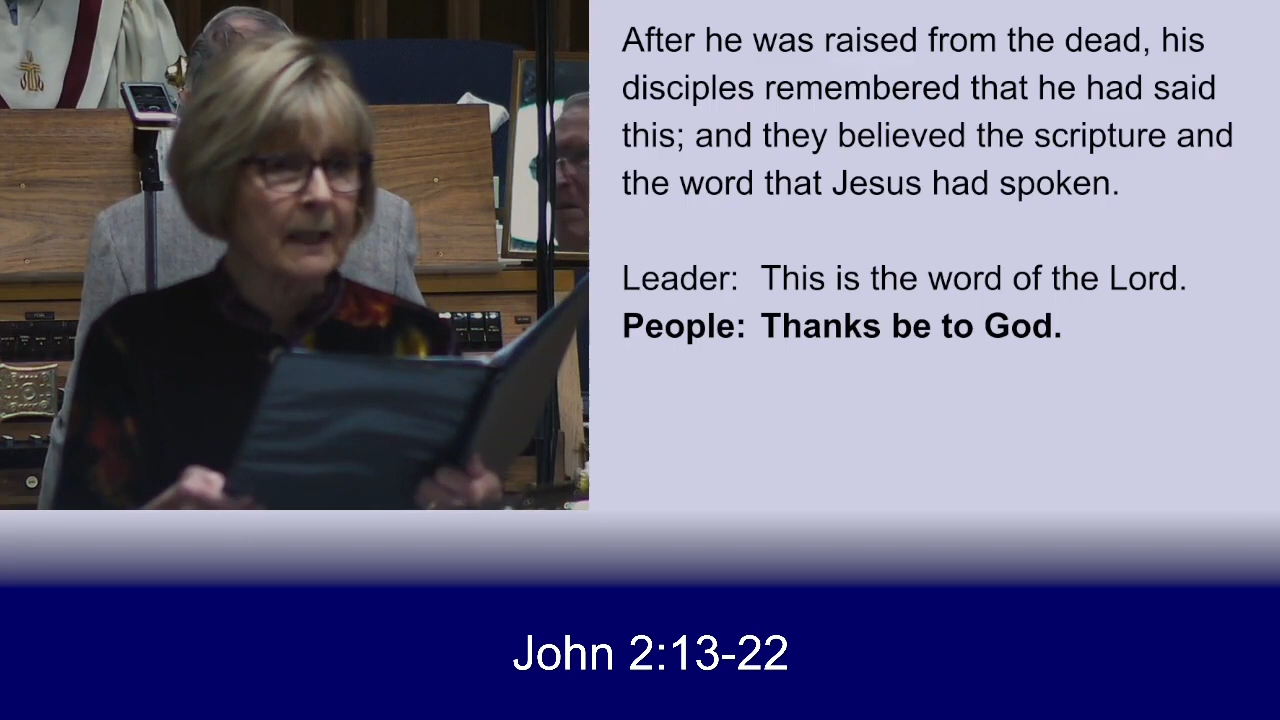 After he was raised from the dead, his
disciples remembered that he had said
this; and they believed the scripture and
the word that Jesus had spoken.
Leader: This is the word of the Lord.
People: Thanks be to God.
John 2:13-22